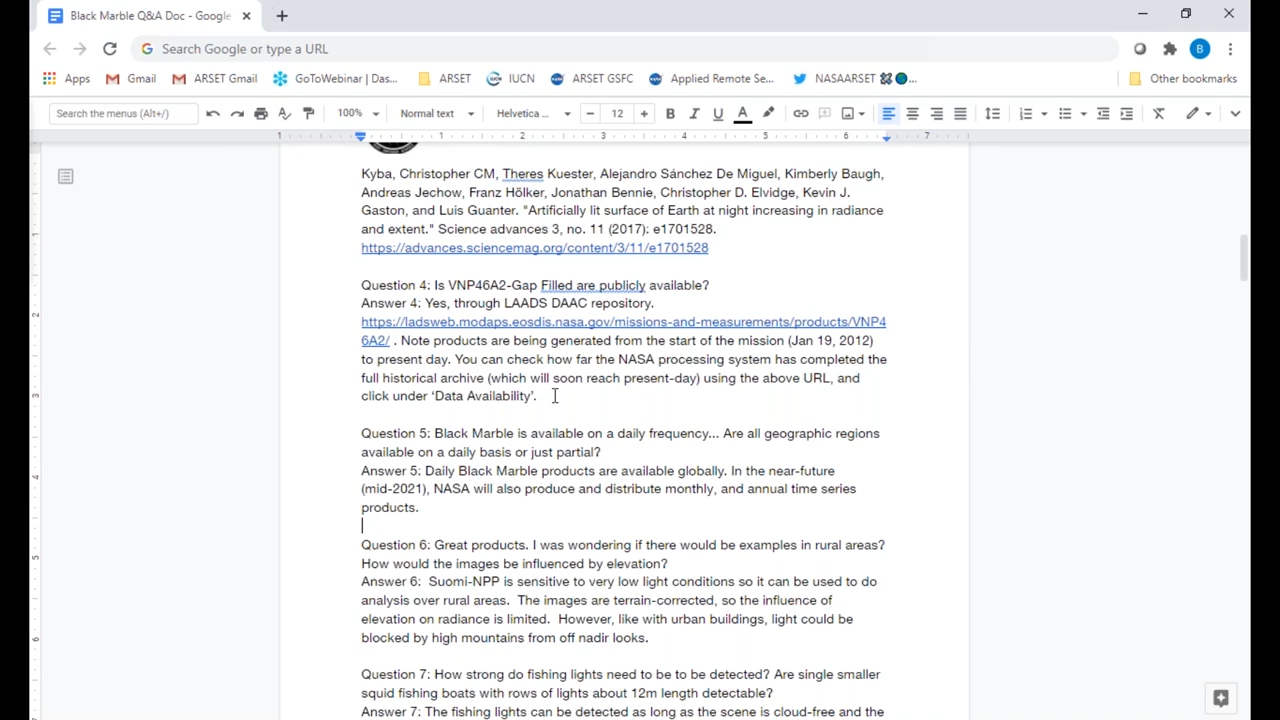 Black Marble Q&A Doc - Google
Search Google or type a URL
B
Apps
Gmail
ARSET Gmail
GoToWebinar | Das...
ARSET
IUCN
ARSET GSFC
Applied Remote Se...
NASAARSET
Other bookmarks
Search the menus (Alt+/)
100%
Normal text
Helvetica ...
12
B I U A
1 1 2 3 4 5 6 7
Kyba, Christopher CM, Theres Kuester, Alejandro Sánchez De Miguel, Kimberly Baugh,
Andreas Jechow, Franz Hölker, Jonathan Bennie, Christopher D. Elvidge, Kevin J.
Gaston, and Luis Guanter. "Artificially lit surface of Earth at night increasing in radiance
and extent." Science advances 3, no. 11 (2017): e1701528.
https://advances.sciencemag.org/content/3/11/e1701528
Question 4: Is VNP46A2-Gap Filled are publicly available?
Answer 4: Yes, through LAADS DAAC repository.
https://ladsweb.modaps.eosdis.nasa.gov/missions-and-measurements/products/VNP4
6A2/ . Note products are being generated from the start of the mission (Jan 19, 2012)
to present day. You can check how far the NASA processing system has completed the
full historical archive (which will soon reach present-day) using the above URL, and
click under ‘Data Availability’.
Question 5: Black Marble is available on a daily frequency... Are all geographic regions
available on a daily basis or just partial?
Answer 5: Daily Black Marble products are available globally. In the near-future
(mid-2021), NASA will also produce and distribute monthly, and annual time series
products.
Question 6: Great products. I was wondering if there would be examples in rural areas?
How would the images be influenced by elevation?
Answer 6:  Suomi-NPP is sensitive to very low light conditions so it can be used to do
analysis over rural areas.  The images are terrain-corrected, so the influence of
elevation on radiance is limited.  However, like with urban buildings, light could be
blocked by high mountains from off nadir looks.
Question 7: How strong do fishing lights need to be to be detected? Are single smaller
squid fishing boats with rows of lights about 12m length detectable?
Answer 7: The fishing lights can be detected as long as the scene is cloud-free and the